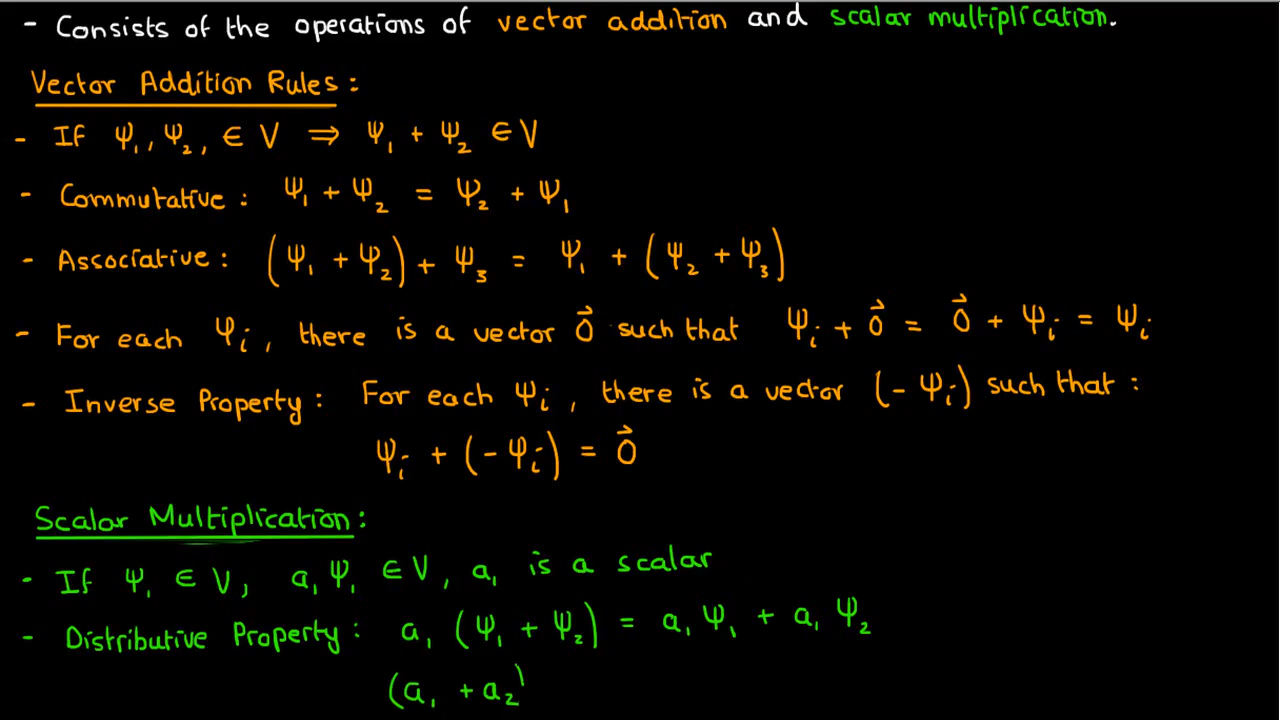 - Consists of the operations of vector addition and scalar multiplication.
Vector Addition Rules:
- If Ψ₁, Ψ₂, ∈ V ⇒ Ψ₁ + Ψ₂ ∈ V
- Commutative: Ψ₁ + Ψ₂ = Ψ₂ + Ψ₁
- Associative: (Ψ₁ + Ψ₂) + Ψ₃ = Ψ₁ + (Ψ₂ + Ψ₃)
- For each Ψᵢ, there is a vector 0⃗ such that Ψᵢ + 0⃗ = 0⃗ + Ψᵢ = Ψᵢ
- Inverse Property: For each Ψᵢ, there is a vector (-Ψᵢ) such that:
Ψᵢ + (-Ψᵢ) = 0⃗
Scalar Multiplication:
- If Ψ₁ ∈ V, a₁Ψ₁ ∈ V, a₁ is a scalar
- Distributive Property: a₁ (Ψ₁ + Ψ₂) = a₁Ψ₁ + a₁Ψ₂
(a₁ + a₂)